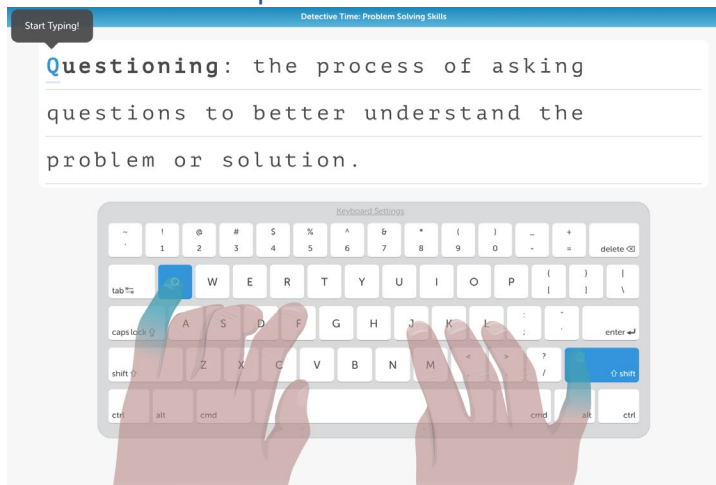 Detective Time: Problem Solving Skills
Start Typing!
Questioning: the process of asking
questions to better understand the
problem or solution.
Keyboard Settings
~ ! @ # $ % ^ & * ( ) _ +
` 1 2 3 4 5 6 7 8 9 0 - = delete
tab Q W E R T Y U I O P { [ } ] | \
caps lock A S D F G H J K L : ; " ' enter
shift Z X C V B N M < , > . ? / shift
ctrl alt cmd cmd alt ctrl